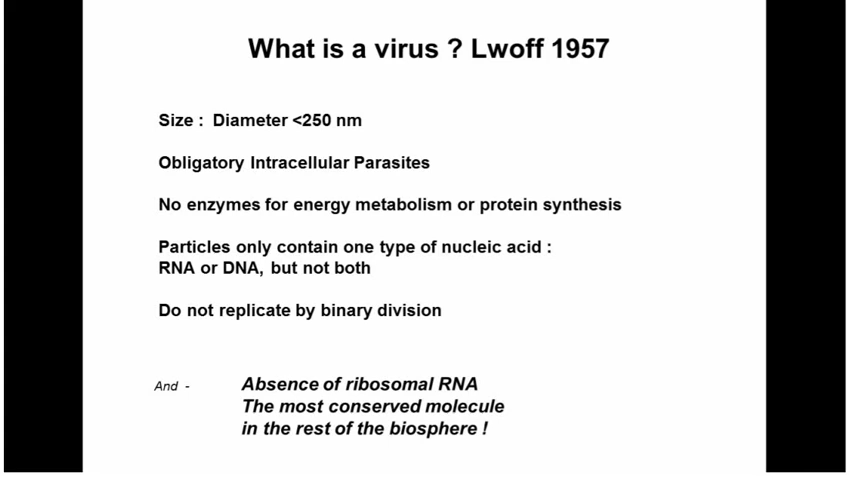 What is a virus ? Lwoff 1957
Size : Diameter <250 nm
Obligatory Intracellular Parasites
No enzymes for energy metabolism or protein synthesis
Particles only contain one type of nucleic acid :
RNA or DNA, but not both
Do not replicate by binary division
And - Absence of ribosomal RNA
The most conserved molecule
in the rest of the biosphere !